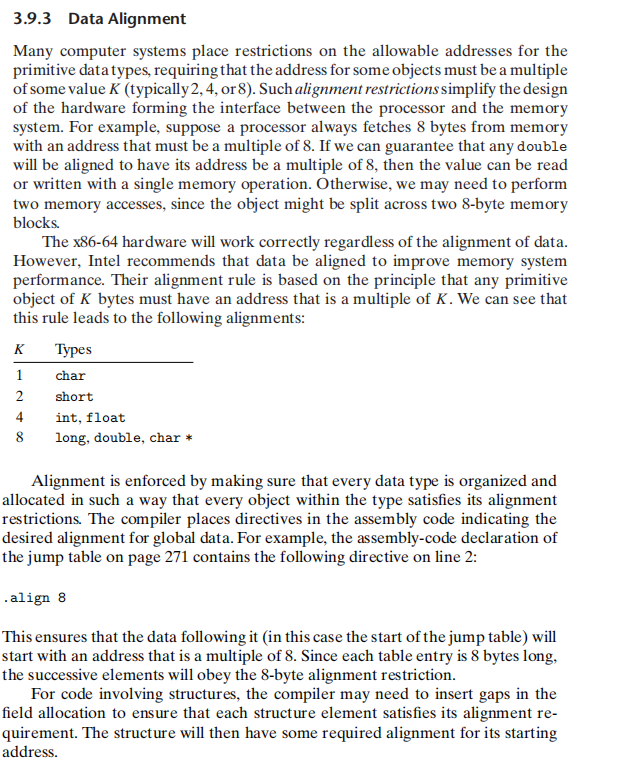 3.9.3 Data Alignment
Many computer systems place restrictions on the allowable addresses for the
primitive data types, requiring that the address for some objects must be a multiple
of some value K (typically 2, 4, or 8). Such alignment restrictions simplify the design
of the hardware forming the interface between the processor and the memory
system. For example, suppose a processor always fetches 8 bytes from memory
with an address that must be a multiple of 8. If we can guarantee that any double
will be aligned to have its address be a multiple of 8, then the value can be read
or written with a single memory operation. Otherwise, we may need to perform
two memory accesses, since the object might be split across two 8-byte memory
blocks.
The x86-64 hardware will work correctly regardless of the alignment of data.
However, Intel recommends that data be aligned to improve memory system
performance. Their alignment rule is based on the principle that any primitive
object of K bytes must have an address that is a multiple of K. We can see that
this rule leads to the following alignments:
K Types
1 char
2 short
4 int, float
8 long, double, char *
Alignment is enforced by making sure that every data type is organized and
allocated in such a way that every object within the type satisfies its alignment
restrictions. The compiler places directives in the assembly code indicating the
desired alignment for global data. For example, the assembly-code declaration of
the jump table on page 271 contains the following directive on line 2:
.align 8
This ensures that the data following it (in this case the start of the jump table) will
start with an address that is a multiple of 8. Since each table entry is 8 bytes long,
the successive elements will obey the 8-byte alignment restriction.
For code involving structures, the compiler may need to insert gaps in the
field allocation to ensure that each structure element satisfies its alignment re-
quirement. The structure will then have some required alignment for its starting
address.